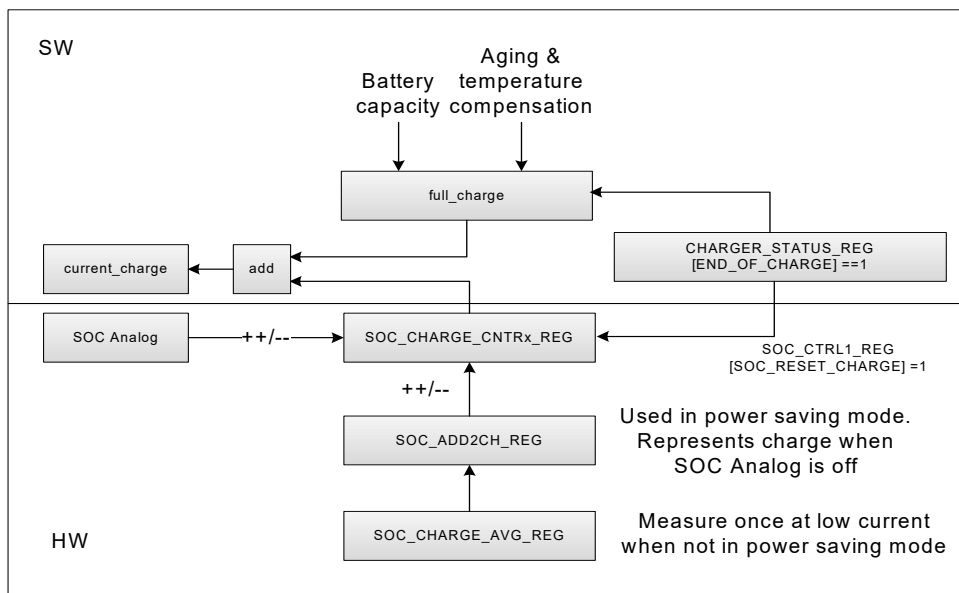 SW
Aging &
temperature
compensation
Battery
capacity
full_charge
CHARGER_STATUS_REG
[END_OF_CHARGE] ==1
current_charge
add
SOC Analog
++/--
SOC_CHARGE_CNTRx_REG
SOC_CTRL1_REG
[SOC_RESET_CHARGE] =1
++/--
SOC_ADD2CH_REG
Used in power saving mode.
Represents charge when
SOC Analog is off
SOC_CHARGE_AVG_REG
Measure once at low current
when not in power saving mode
HW